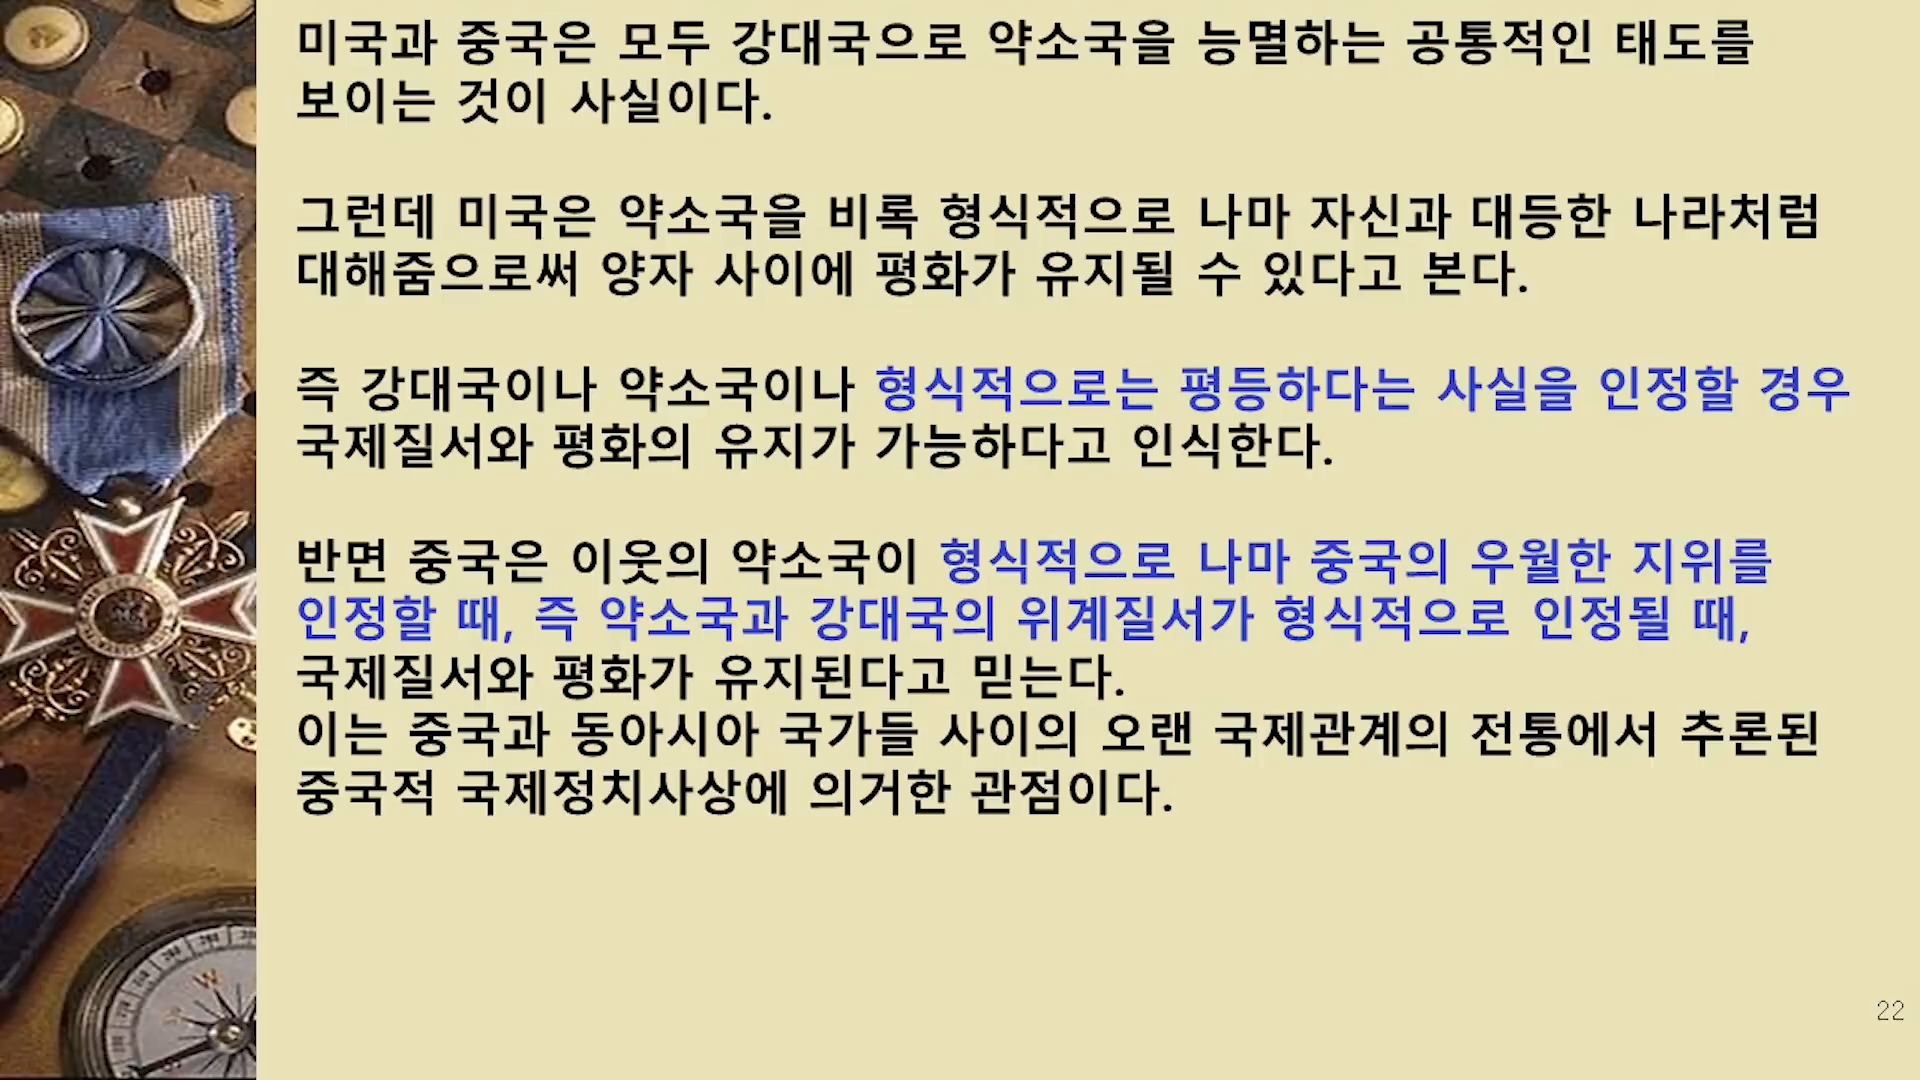 미국과 중국은 모두 강대국으로 약소국을 능멸하는 공통적인 태도를
보이는 것이 사실이다.
그런데 미국은 약소국을 비록 형식적으로 나마 자신과 대등한 나라처럼
대해줌으로써 양자 사이에 평화가 유지될 수 있다고 본다.
즉 강대국이나 약소국이나 형식적으로는 평등하다는 사실을 인정할 경우
국제질서와 평화의 유지가 가능하다고 인식한다.
반면 중국은 이웃의 약소국이 형식적으로 나마 중국의 우월한 지위를
인정할 때, 즉 약소국과 강대국의 위계질서가 형식적으로 인정될 때,
국제질서와 평화가 유지된다고 믿는다.
이는 중국과 동아시아 국가들 사이의 오랜 국제관계의 전통에서 추론된
중국적 국제정치사상에 의거한 관점이다.
W
22